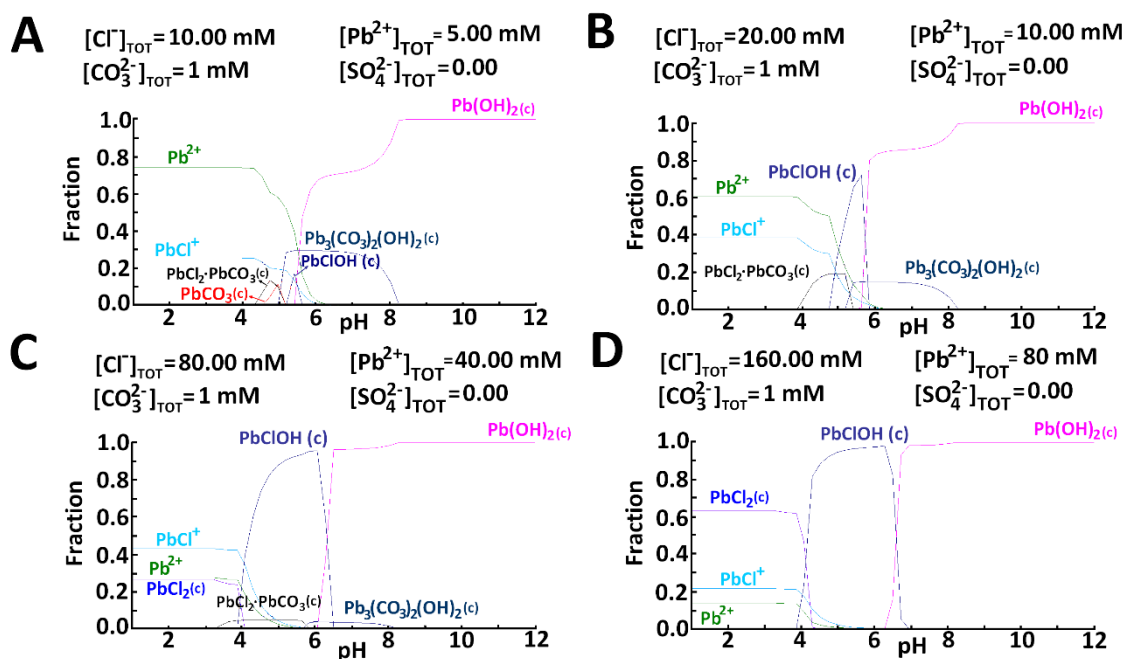 A
[Cl⁻]TOT = 10.00 mM [Pb²⁺]TOT = 5.00 mM
[CO₃²⁻]TOT = 1 mM [SO₄²⁻]TOT = 0.00
Pb(OH)₂(c)
1.0
0.8
Pb²⁺
0.6
0.4
Pb₃(CO₃)₂(OH)₂(c)
PbCl⁺
PbClOH (c)
0.2
PbCl₂·PbCO₃(c)
PbCO₃(c)
0.0
Fraction
2 4 6 8 10 12
pH
B
[Cl⁻]TOT = 20.00 mM [Pb²⁺]TOT = 10.00 mM
[CO₃²⁻]TOT = 1 mM [SO₄²⁻]TOT = 0.00
Pb(OH)₂(c)
1.0
0.8
PbClOH (c)
Pb²⁺
0.6
0.4
PbCl⁺
0.2
PbCl₂·PbCO₃(c)
Pb₃(CO₃)₂(OH)₂(c)
0.0
Fraction
2 4 6 8 10 12
pH
C
[Cl⁻]TOT = 80.00 mM [Pb²⁺]TOT = 40.00 mM
[CO₃²⁻]TOT = 1 mM [SO₄²⁻]TOT = 0.00
PbClOH (c)
Pb(OH)₂(c)
1.0
0.8
0.6
PbCl⁺
0.4
Pb²⁺
PbCl₂(c)
0.2
PbCl₂·PbCO₃(c)
Pb₃(CO₃)₂(OH)₂(c)
0.0
Fraction
2 4 6 8 10 12
pH
D
[Cl⁻]TOT = 160.00 mM [Pb²⁺]TOT = 80 mM
[CO₃²⁻]TOT = 1 mM [SO₄²⁻]TOT = 0.00
PbClOH (c)
Pb(OH)₂(c)
1.0
0.8
PbCl₂(c)
0.6
0.4
PbCl⁺
0.2
Pb²⁺
0.0
Fraction
2 4 6 8 10 12
pH